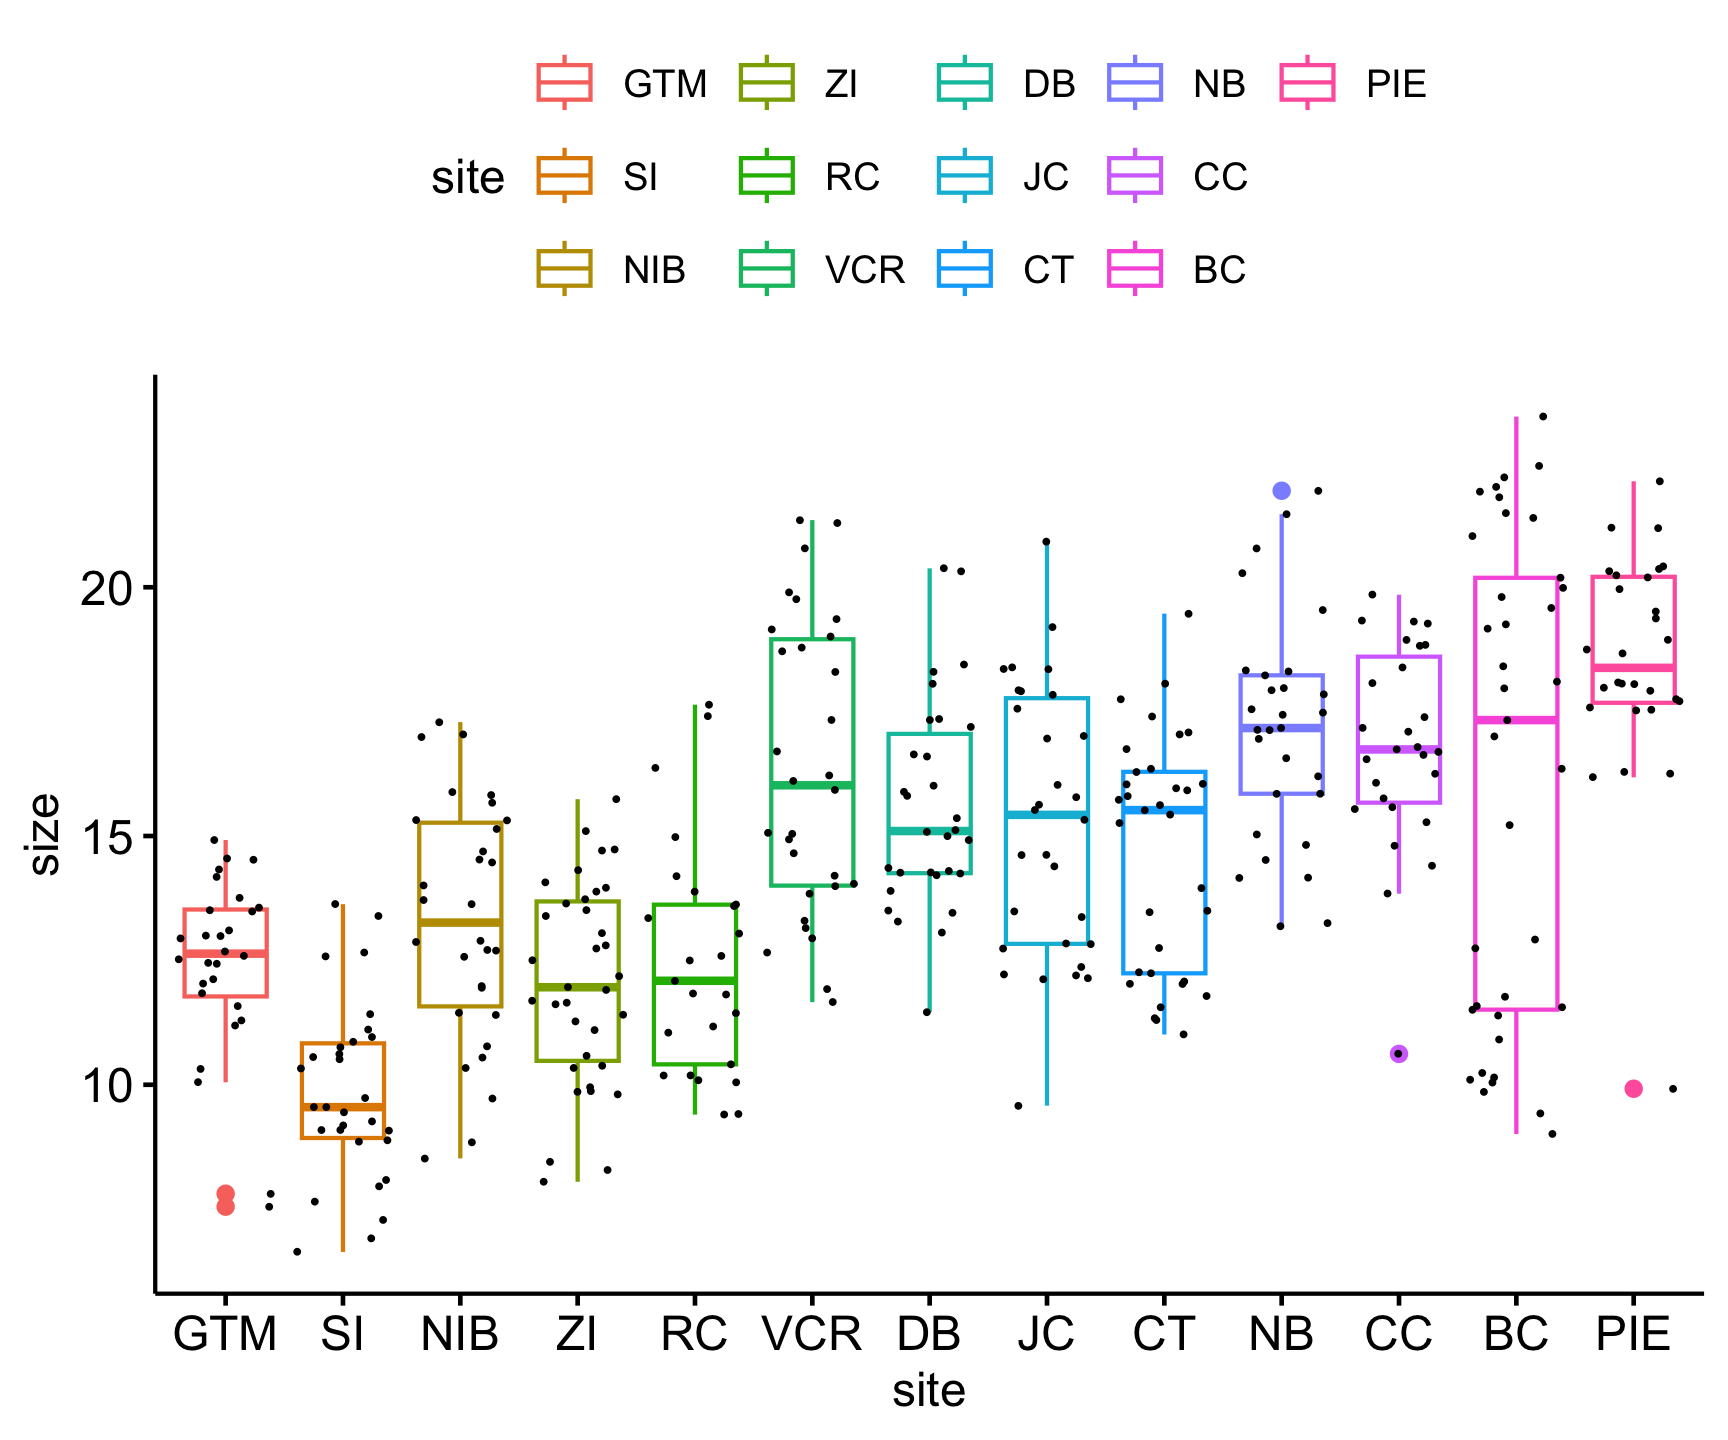 GTM ZI DB NB PIE
site SI RC JC CC
NIB VCR CT BC
20
15
10
size
GTM SI NIB ZI RC VCR DB JC CT NB CC BC PIE
site